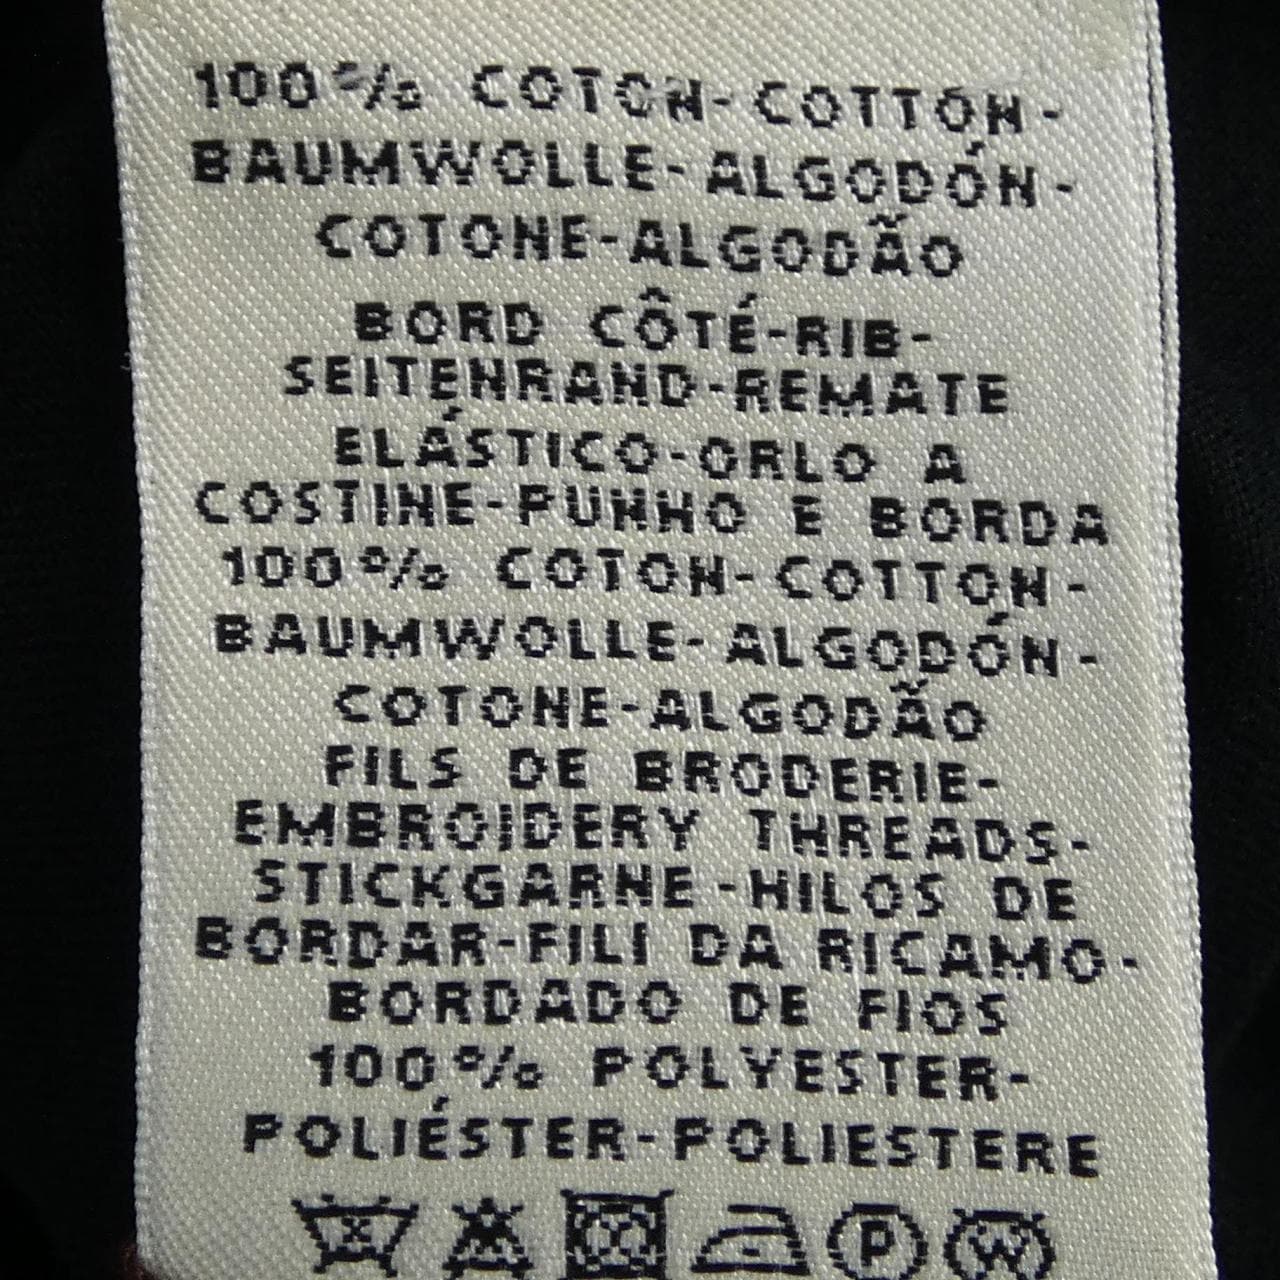 100% COTON-COTTON-
BAUMWOLLE-ALGODÓN-
COTONE-ALGODÃO
BORD CÔTÉ-RIB-
SEITENRAND-REMATE
ELÁSTICO-ORLO A
COSTINE-PUNHO E BORDA
100% COTON-COTTON-
BAUMWOLLE-ALGODÓN-
COTONE-ALGODÃO
FILS DE BRODERIE-
EMBROIDERY THREADS-
STICKGARNE-HILOS DE
BORDAR-FILI DA RICAMO-
BORDADO DE FIOS
100% POLYESTER-
POLIÉSTER-POLIESTERE
P W